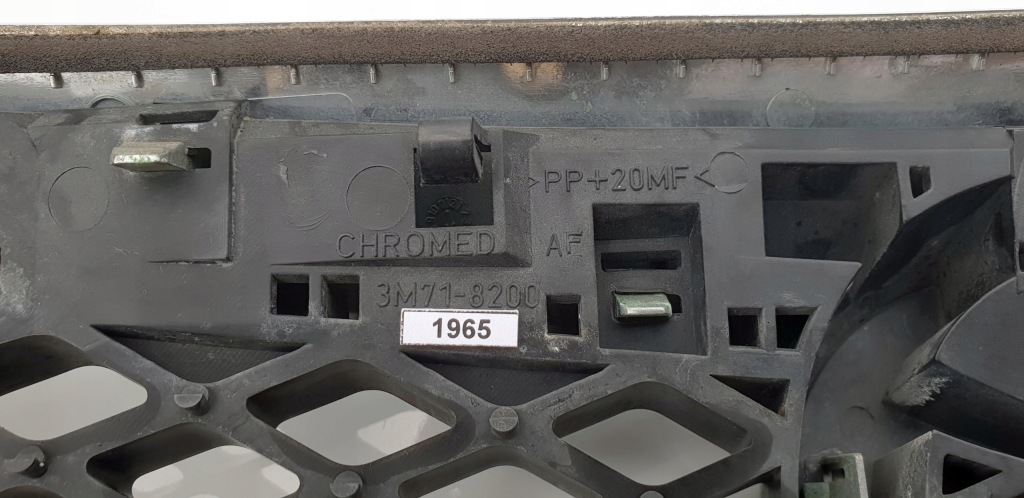 >PP+20MF<
CHROMED AF
3M71-8200
1965